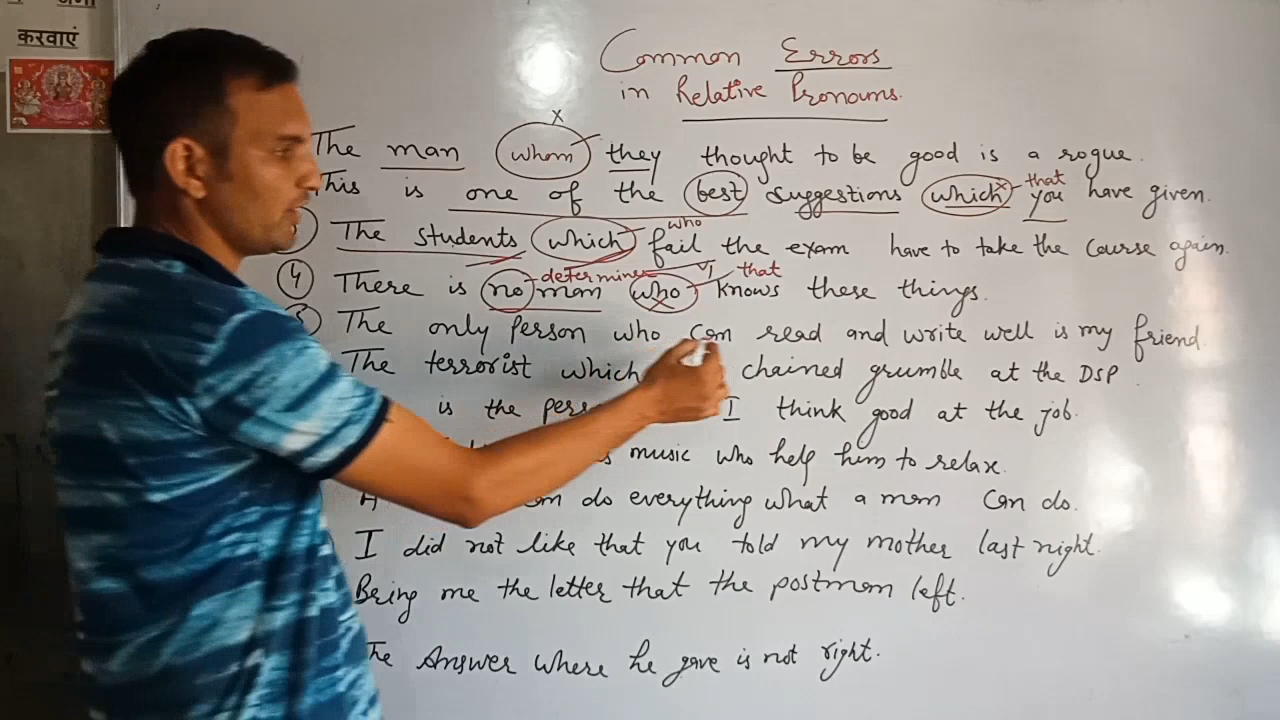 करवाएं
Common Errors
in Relative Pronouns.
x
The man whom they thought to be good is a rogue.
This is one of the best suggestions which x that you have given.
3 The students which who fail the exam have to take the course again.
4 There is no determiner man who V1 that knows these things.
5 The only person who can read and write well is my friend.
The terrorist which chained grumble at the DSP.
is the I think good at the job.
music who help him to relax.
do everything what a man can do.
I did not like that you told my mother last night.
Bring me the letter that the postman left.
The Answer where he gave is not right.